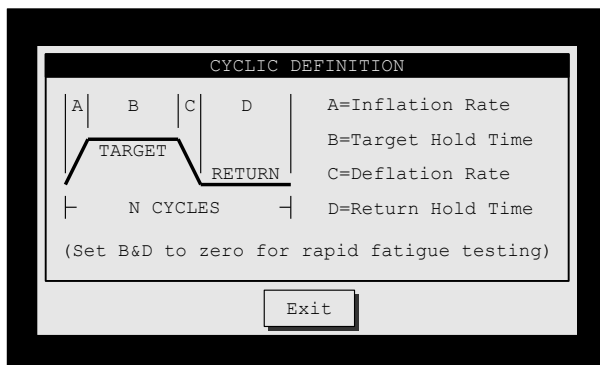 CYCLIC DEFINITION
A B C D
TARGET
RETURN
N CYCLES
A=Inflation Rate
B=Target Hold Time
C=Deflation Rate
D=Return Hold Time
(Set B&D to zero for rapid fatigue testing)
Exit